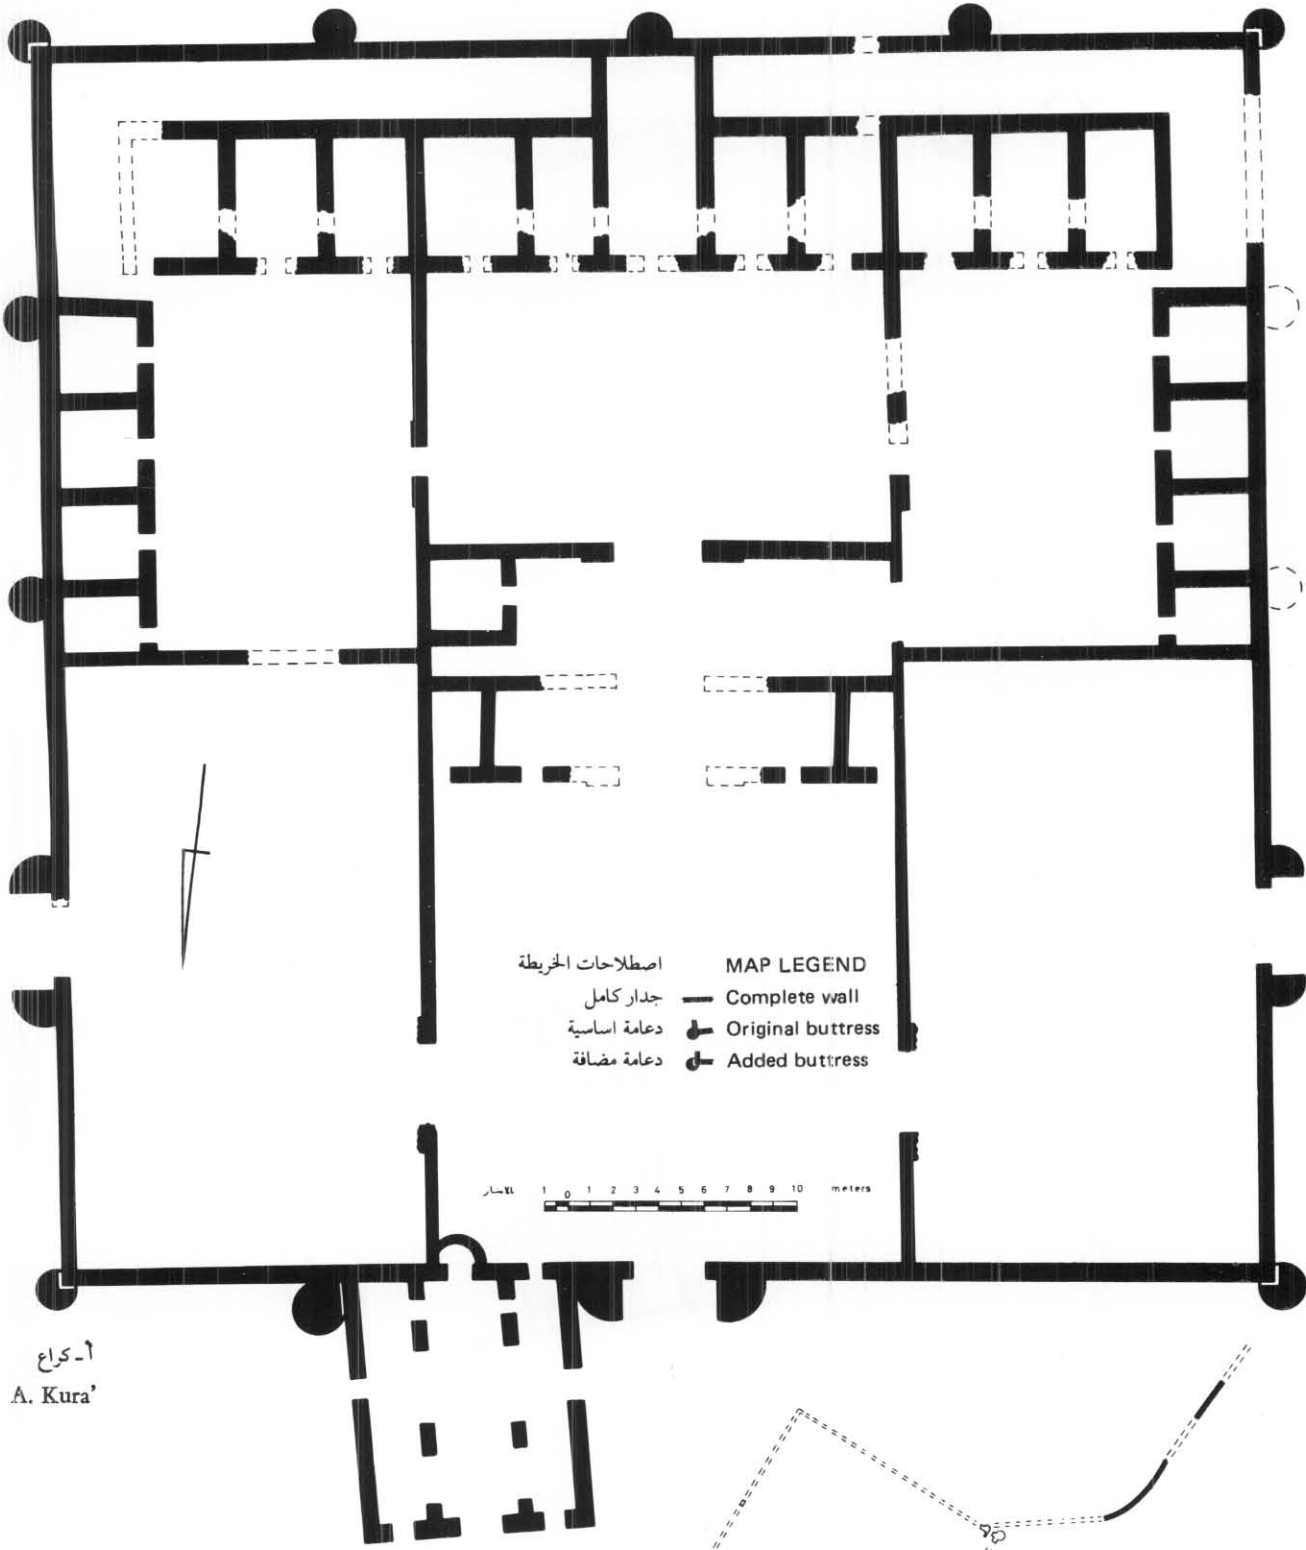 اصطلاحات الخريطة MAP LEGEND
جدار كامل Complete wall
دعامة اساسية Original buttress
دعامة مضافة Added buttress
1 0 1 2 3 4 5 6 7 8 9 10 meters
أ - كراع
A. Kura'